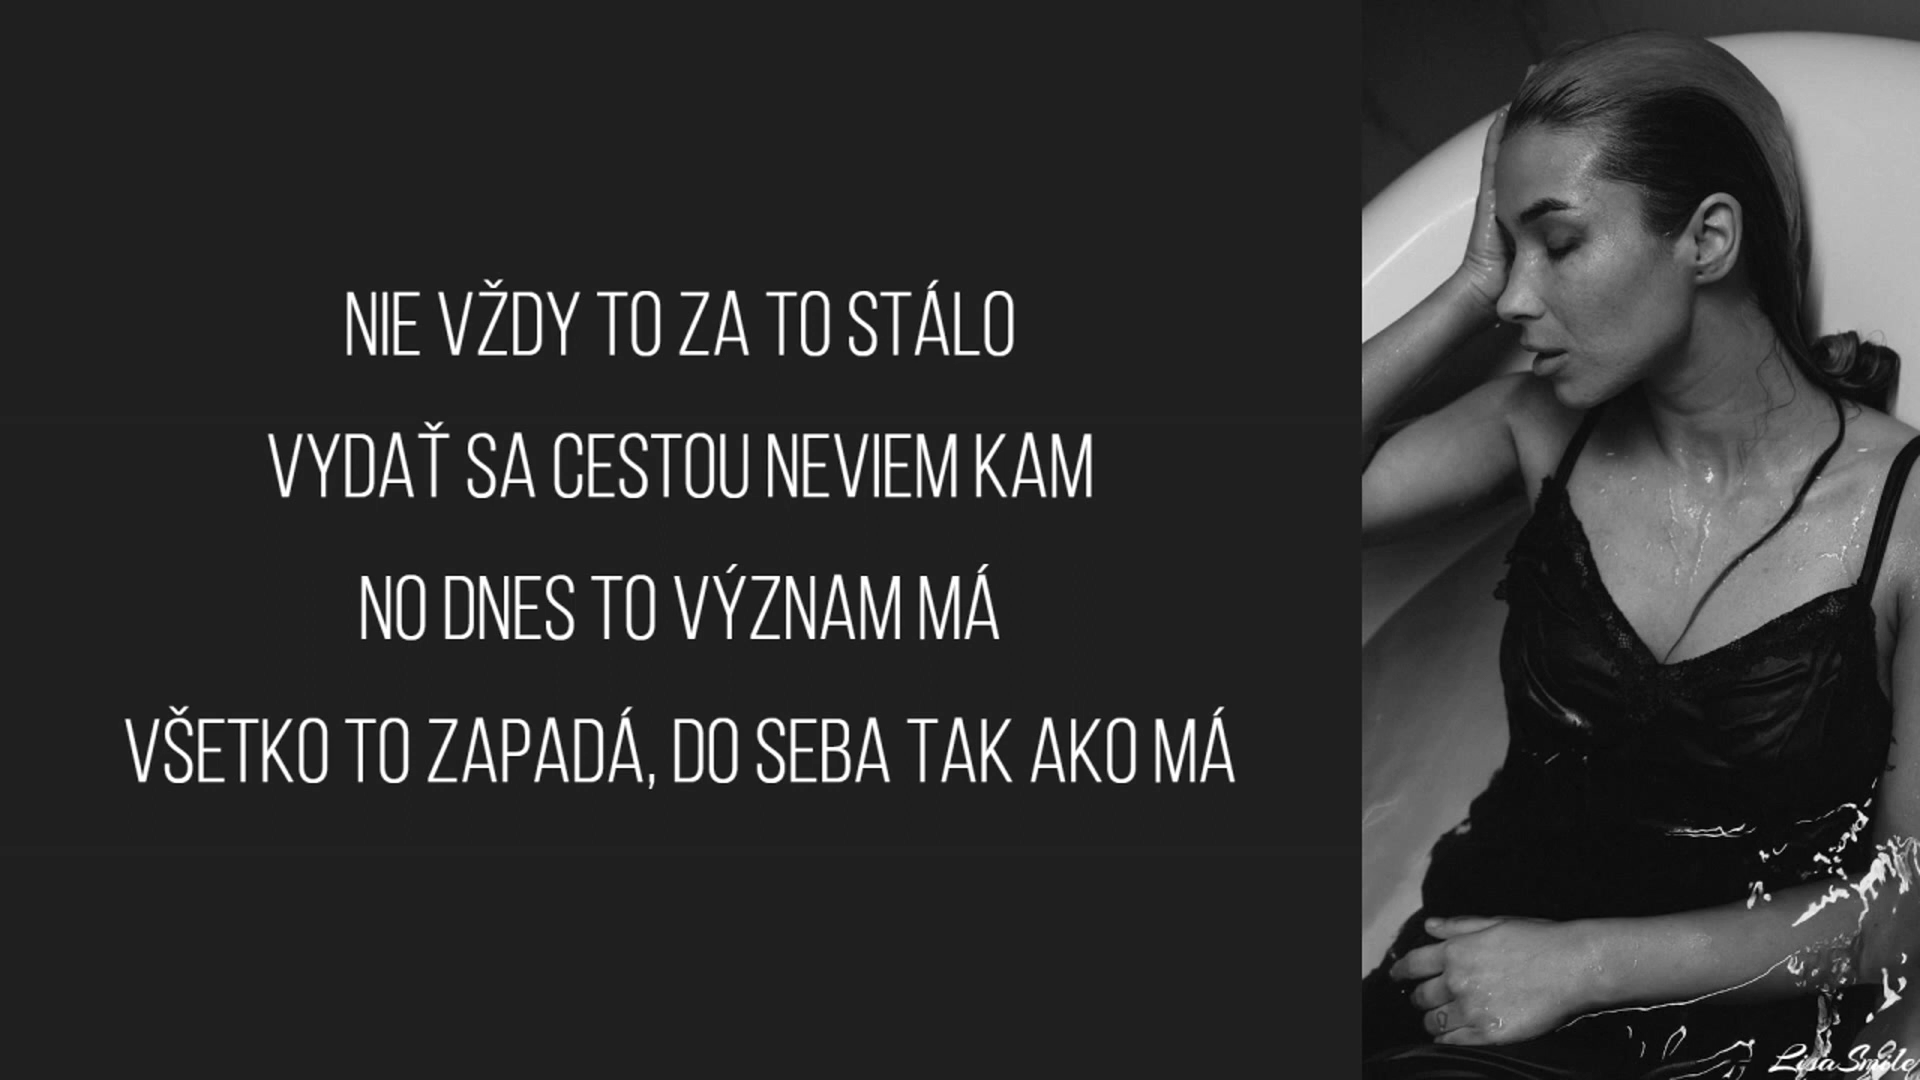 NIE VŽDY TO ZA TO STÁLO
VYDAŤ SA CESTOU NEVIEM KAM
NO DNES TO VÝZNAM MÁ
VŠETKO TO ZAPADÁ, DO SEBA TAK AKO MÁ
LisaSmile